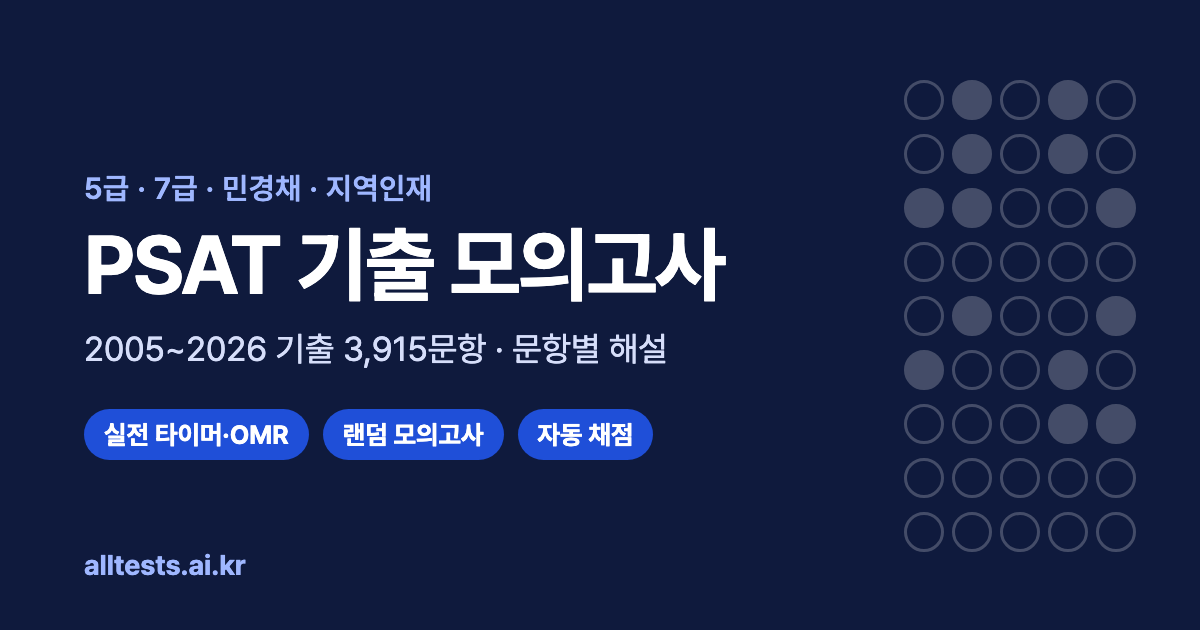 5급 · 7급 · 민경채 · 지역인재
PSAT 기출 모의고사
2005~2026 기출 3,915문항 · 문항별 해설
실전 타이머·OMR 랜덤 모의고사 자동 채점
alltests.ai.kr